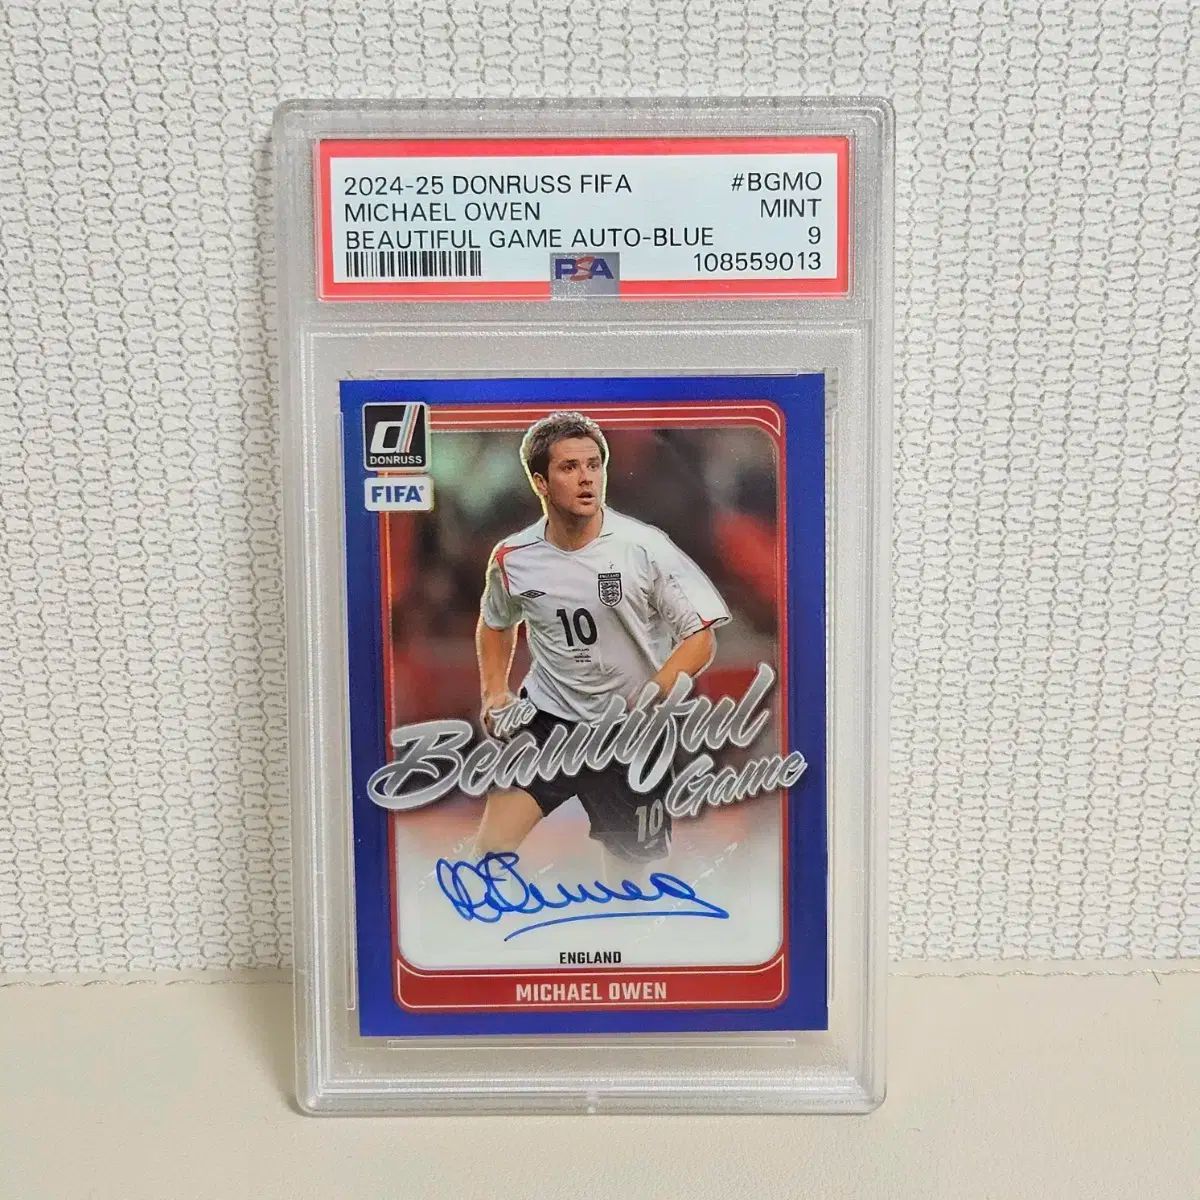 2024-25 DONRUSS FIFA #BGMO
MICHAEL OWEN MINT
BEAUTIFUL GAME AUTO-BLUE 9
PSA 108559013
d
DONRUSS
FIFA
ENGLAND
10
The
Beautiful
Game
10
ENGLAND
MICHAEL OWEN